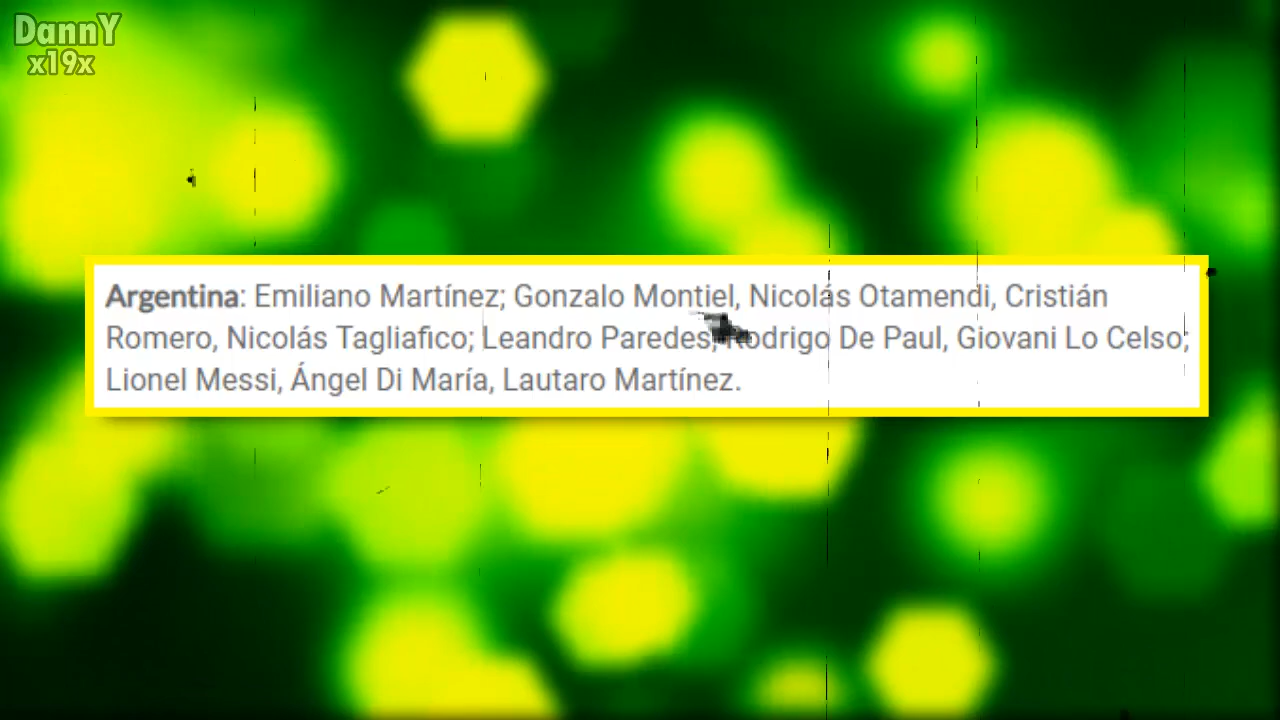 DannY
x19x
Argentina: Emiliano Martínez; Gonzalo Montiel, Nicolás Otamendi, Cristián
Romero, Nicolás Tagliafico; Leandro Paredes, Rodrigo De Paul, Giovani Lo Celso;
Lionel Messi, Ángel Di María, Lautaro Martínez.